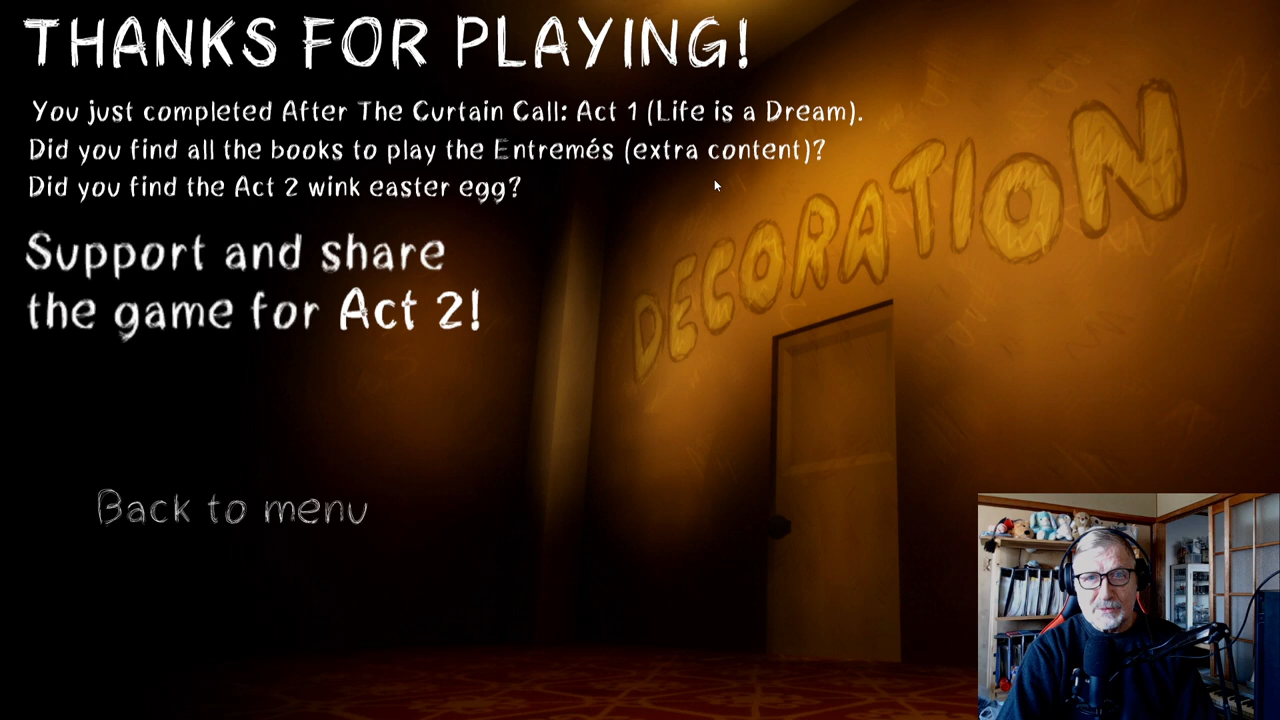 THANKS FOR PLAYING!
You just completed After The Curtain Call: Act 1 (Life is a Dream).
Did you find all the books to play the Entremés (extra content)?
Did you find the Act 2 wink easter egg?
Support and share
the game for Act 2!
DECORATION
Back to menu